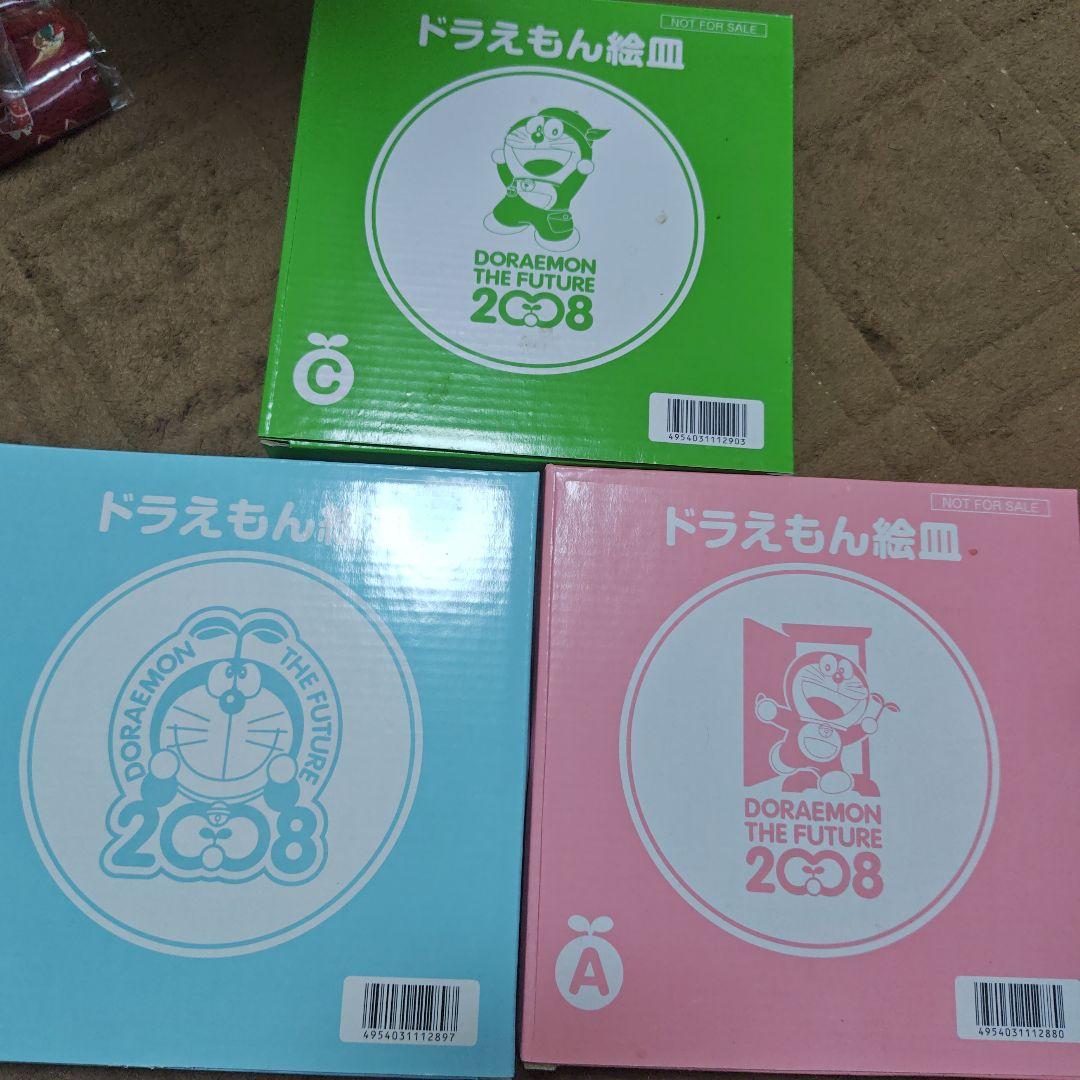 NOT FOR SALE
ドラえもん絵皿
DORAEMON
THE FUTURE
2008
C
4954031112903
ドラえもん絵
DORAEMON THE FUTURE
2008
4954031112897
NOT FOR SALE
ドラえもん絵皿
DORAEMON
THE FUTURE
2008
A
4954031112880